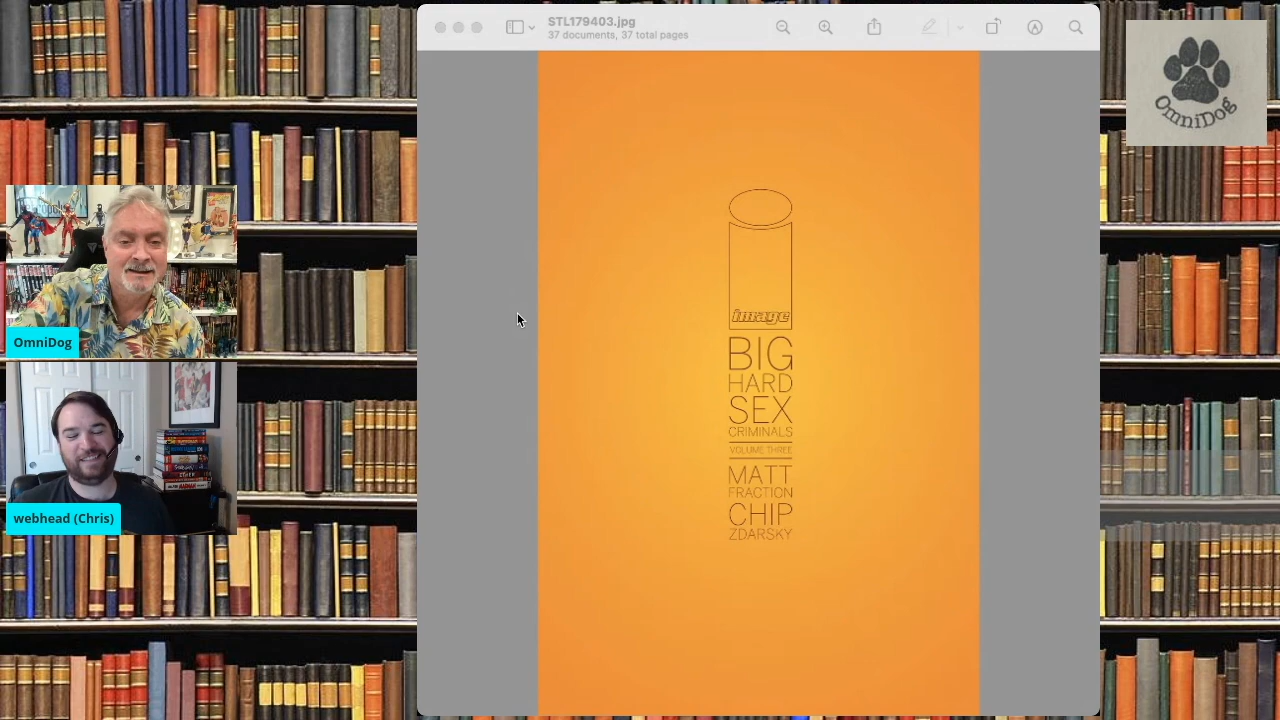 STL179403.jpg
37 documents, 37 total pages
OmniDog
OmniDog
webhead (Chris)
image
BIG
HARD
SEX
CRIMINALS
VOLUME THREE
MATT
FRACTION
CHIP
ZDARSKY